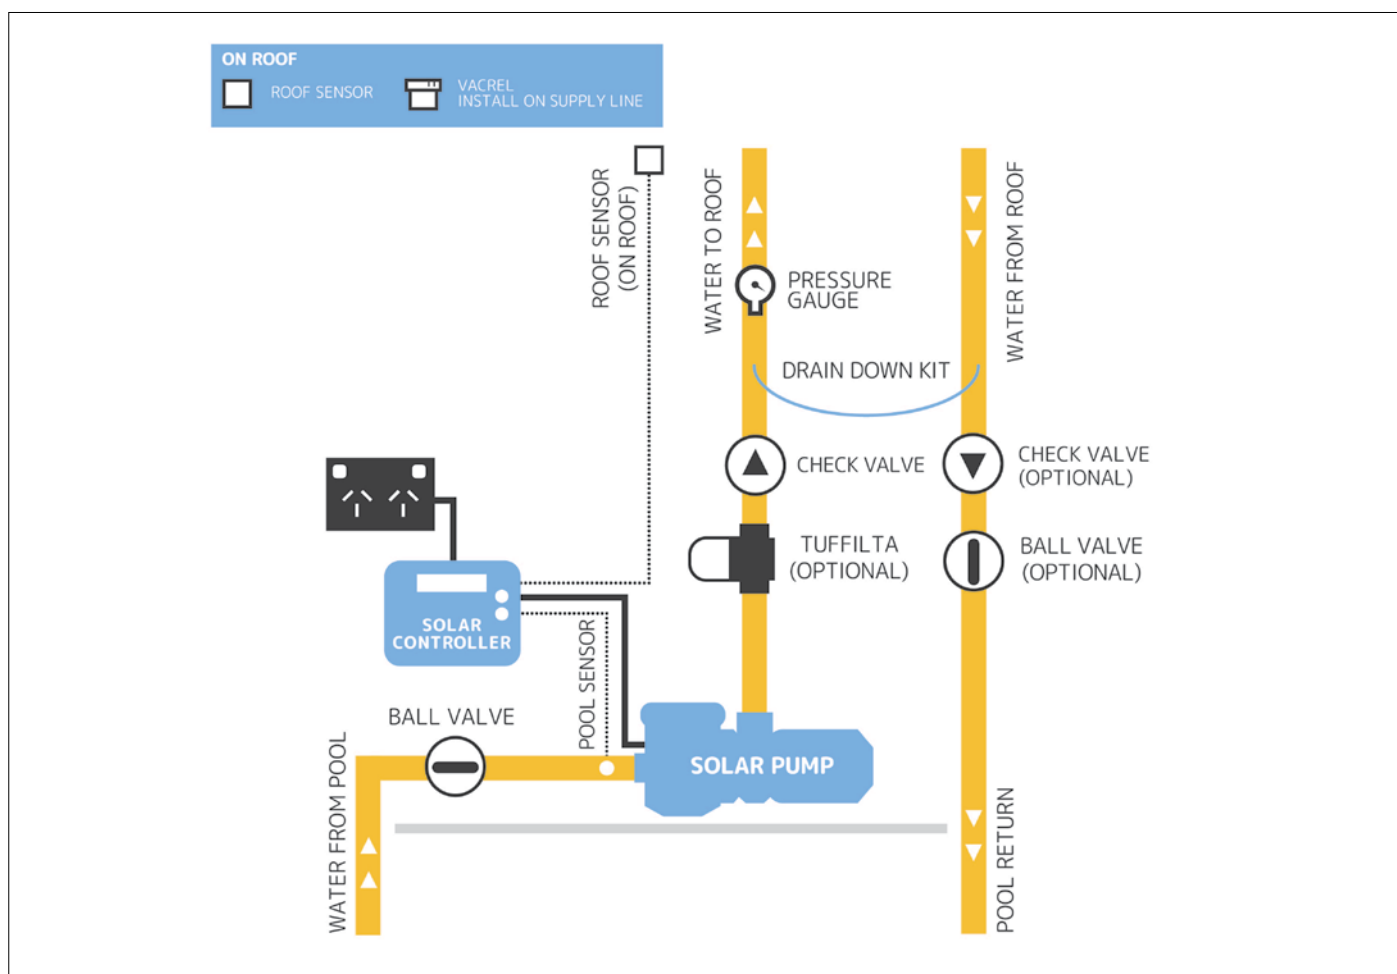 ON ROOF
ROOF SENSOR
VACREL
INSTALL ON SUPPLY LINE
ROOF SENSOR
(ON ROOF)
WATER TO ROOF
WATER FROM ROOF
PRESSURE
GAUGE
DRAIN DOWN KIT
CHECK VALVE
CHECK VALVE
(OPTIONAL)
TUFFILTA
(OPTIONAL)
BALL VALVE
(OPTIONAL)
SOLAR
CONTROLLER
POOL SENSOR
BALL VALVE
SOLAR PUMP
WATER FROM POOL
POOL RETURN